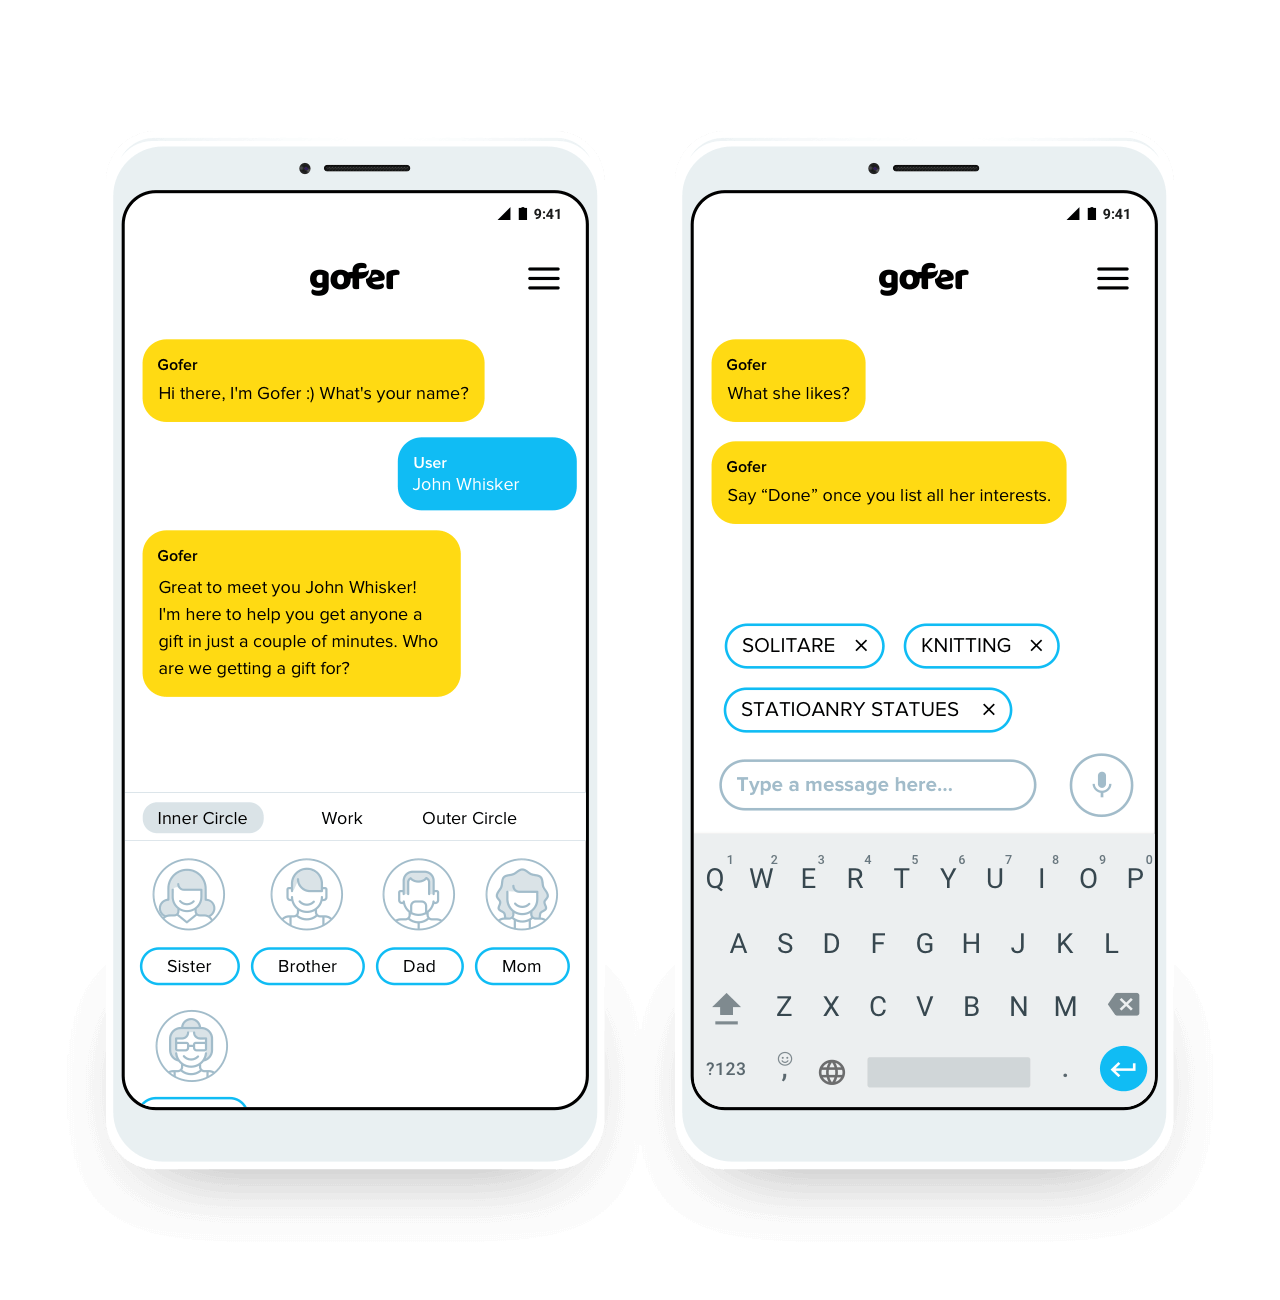 9:41
gofer
Gofer
Hi there, I'm Gofer :) What's your name?
User
John Whisker
Gofer
Great to meet you John Whisker!
I'm here to help you get anyone a
gift in just a couple of minutes. Who
are we getting a gift for?
Inner Circle Work Outer Circle
Sister Brother Dad Mom
9:41
gofer
Gofer
What she likes?
Gofer
Say “Done” once you list all her interests.
SOLITARE × KNITTING ×
STATIOANRY STATUES ×
Type a message here...
1 2 3 4 5 6 7 8 9 0
Q W E R T Y U I O P
A S D F G H J K L
Z X C V B N M
?123 , .